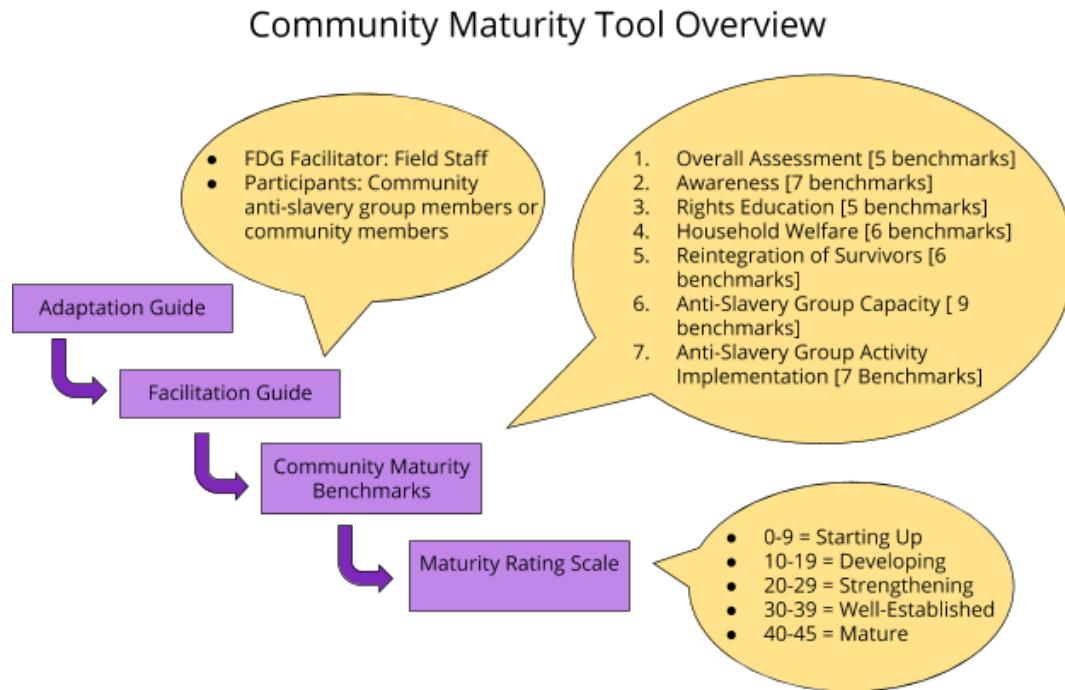 Community Maturity Tool Overview
● FDG Facilitator: Field Staff
● Participants: Community
anti-slavery group members or
community members
1. Overall Assessment [5 benchmarks]
2. Awareness [7 benchmarks]
3. Rights Education [5 benchmarks]
4. Household Welfare [6 benchmarks]
5. Reintegration of Survivors [6
benchmarks]
6. Anti-Slavery Group Capacity [ 9
benchmarks]
7. Anti-Slavery Group Activity
Implementation [7 Benchmarks]
Adaptation Guide
Facilitation Guide
Community Maturity
Benchmarks
Maturity Rating Scale
● 0-9 = Starting Up
● 10-19 = Developing
● 20-29 = Strengthening
● 30-39 = Well-Established
● 40-45 = Mature